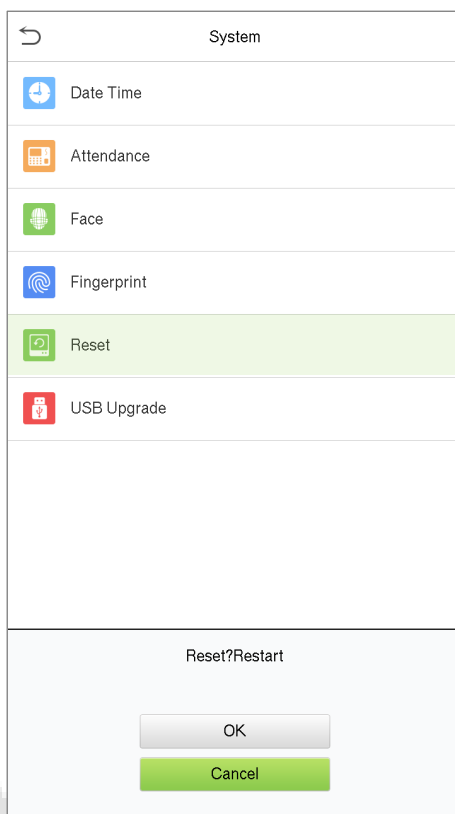 System
Date Time
Attendance
Face
Fingerprint
Reset
USB Upgrade
Reset?Restart
OK
Cancel